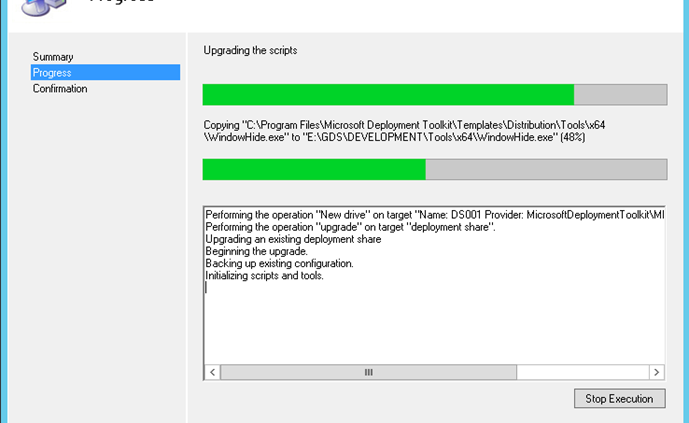 Progress
Summary
Progress
Confirmation
Upgrading the scripts
Copying "C:\Program Files\Microsoft Deployment Toolkit\Templates\Distribution\Tools\x64
\WindowHide.exe" to "E:\GDS\DEVELOPMENT\Tools\x64\WindowHide.exe" (48%)
Performing the operation "New drive" on target "Name: DS001 Provider: MicrosoftDeploymentToolkit\MI
Performing the operation "upgrade" on target "deployment share".
Upgrading an existing deployment share
Beginning the upgrade.
Backing up existing configuration.
Initializing scripts and tools.
Stop Execution